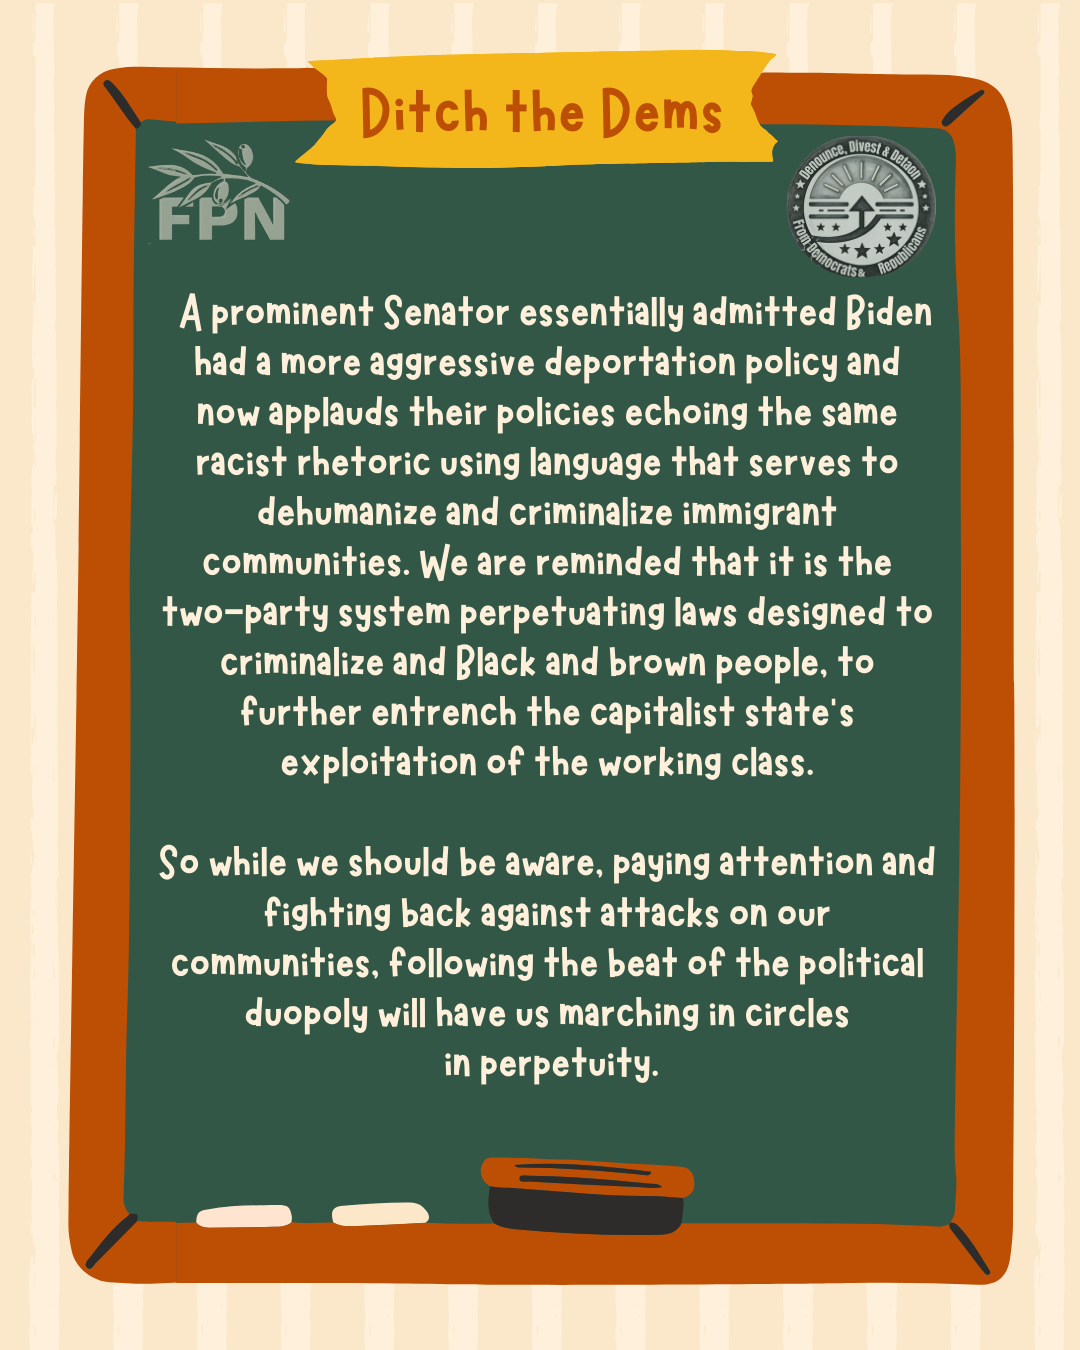 Ditch the Dems
FPN
Denounce, Divest & Detach
From Democrats & Republicans
A prominent Senator essentially admitted Biden
had a more aggressive deportation policy and
now applauds their policies echoing the same
racist rhetoric using language that serves to
dehumanize and criminalize immigrant
communities. We are reminded that it is the
two-party system perpetuating laws designed to
criminalize and Black and brown people, to
further entrench the capitalist state's
exploitation of the working class.
So while we should be aware, paying attention and
fighting back against attacks on our
communities, following the beat of the political
duopoly will have us marching in circles
in perpetuity.